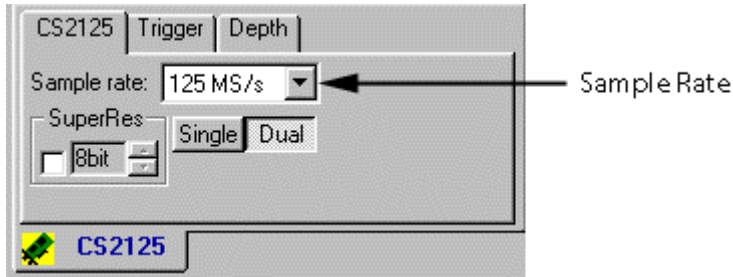 CS2125 Trigger Depth
Sample rate: 125 MS/s Sample Rate
SuperRes
8bit Single Dual
CS2125